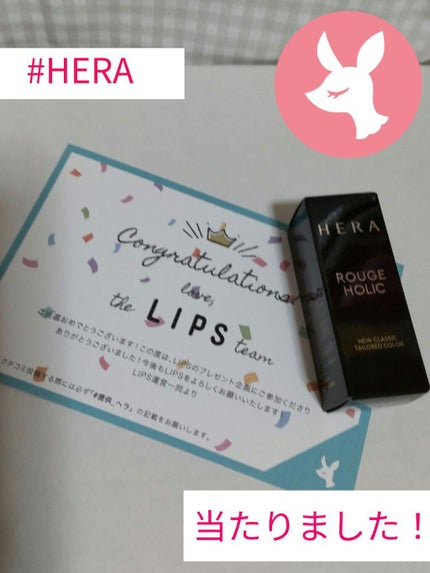 #HERA
Congratulations
love,
the LIPS team
当選おめでとうございます！この度は、LIPSのプレゼント企画にご参加くださり
ありがとうございました！今後もLIPSをよろしくお願いいたします
LIPS運営一同より
クチコミ投稿する際には必ず「#提供_ヘラ」の記載をお願いします。
HERA
ROUGE
HOLIC
NEW CLASSIC
TAILORED COLOR
当たりました！